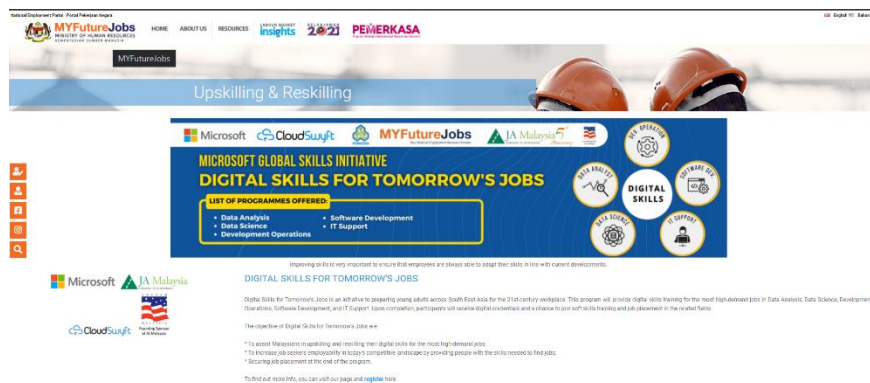 National Employment Portal | Portal Pekerjaan Negara
English
MYFutureJobs
MINISTRY OF HUMAN RESOURCES
KEMENTERIAN SUMBER MANUSIA
HOME ABOUT US RESOURCES LABOUR MARKET insights BELANJAWAN 2021 PEMERKASA
MYFutureJobs
Upskilling & Reskilling
Microsoft CloudSwyft MYFutureJobs JA Malaysia
MICROSOFT GLOBAL SKILLS INITIATIVE
DIGITAL SKILLS FOR TOMORROW'S JOBS
LIST OF PROGRAMMES OFFERED:
• Data Analysis
• Data Science
• Development Operations
• Software Development
• IT Support
DEV. OPERATION
DATA ANALYST
SOFTWARE DEV
DIGITAL SKILLS
DATA SCIENCE
IT SUPPORT
Improving skills is very important to ensure that employees are always able to adapt their skills in line with current developments.
Microsoft JA Malaysia
CloudSwyft
Founding Sponsor
of JA Malaysia
DIGITAL SKILLS FOR TOMORROW'S JOBS
Digital Skills for Tomorrow's Jobs is an initiative to preparing young adults across South East Asia for the 21st-century workplace. This program will provide digital skills training for the most high-demand jobs in Data Analysis, Data Science, Development
Operations, Software Development, and IT Support. Upon completion, participants will receive digital credentials and a chance to join soft skills training and job placement in the related fields.
The objective of Digital Skills for Tomorrow's Jobs are:
* To assist Malaysians in upskilling and reskilling their digital skills for the most high-demand jobs;
* To increase job seekers employability in today's competitive landscape by providing people with the skills needed to find jobs;
* Securing job placement at the end of the program.
To find out more info, you can visit our page and register here